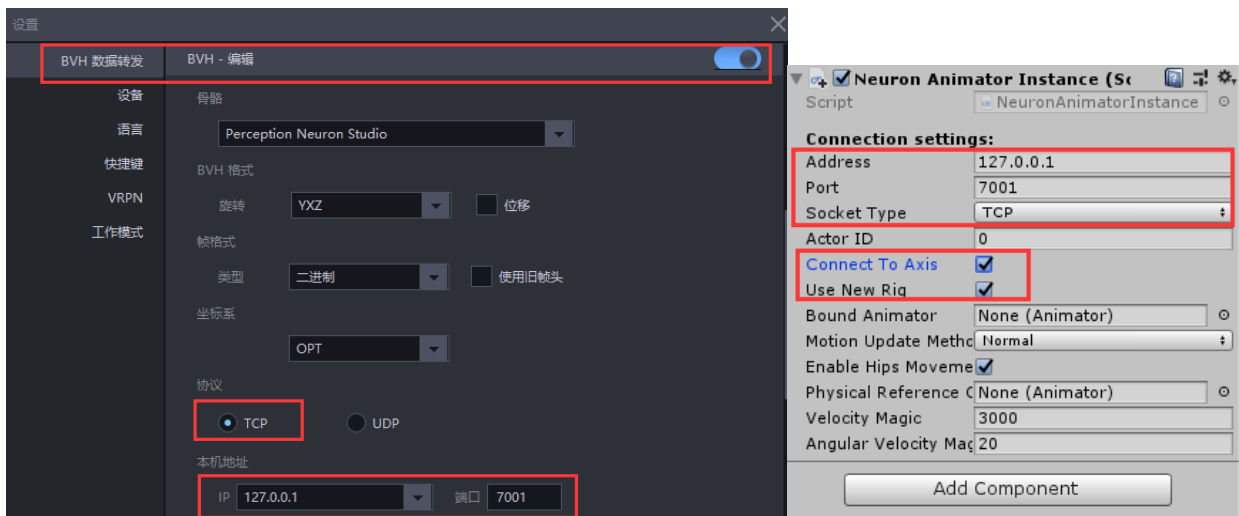 设置
BVH 数据转发
BVH - 编辑
设备
语言
快捷键
VRPN
工作模式
骨骼
Perception Neuron Studio
BVH 格式
旋转 YXZ 位移
帧格式
类型 二进制 使用旧帧头
坐标系
OPT
协议
TCP UDP
本机地址
IP 127.0.0.1 端口 7001
Neuron Animator Instance (Sc
Script NeuronAnimatorInstance
Connection settings:
Address 127.0.0.1
Port 7001
Socket Type TCP
Actor ID 0
Connect To Axis
Use New Rig
Bound Animator None (Animator)
Motion Update Methc Normal
Enable Hips Moveme
Physical Reference C None (Animator)
Velocity Magic 3000
Angular Velocity Mag 20
Add Component